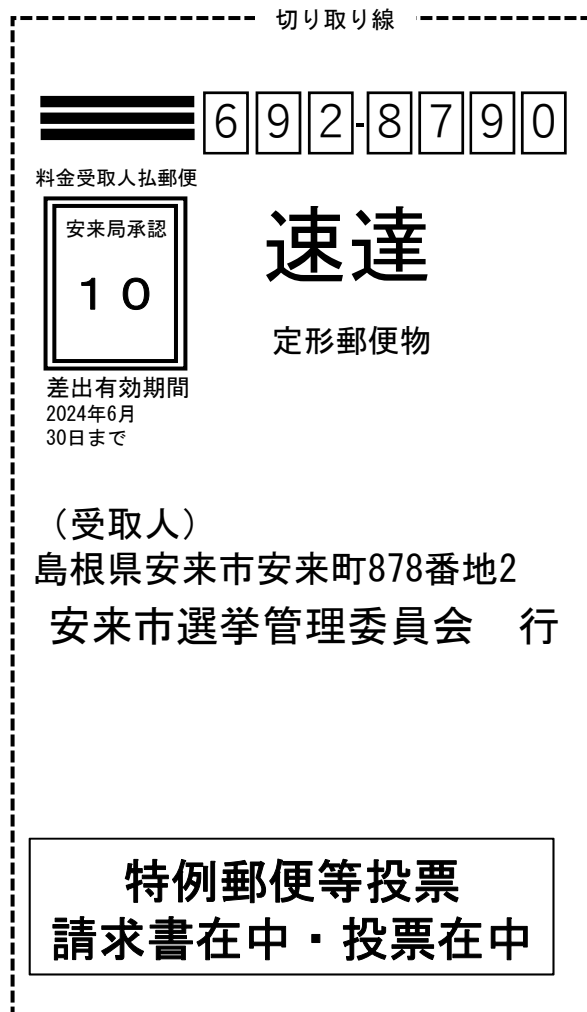 切り取り線
692-8790
料金受取人払郵便
安来局承認
１０
速達
定形郵便物
差出有効期間
2024年6月
30日まで
（受取人）
島根県安来市安来町878番地2
安来市選挙管理委員会　行
特例郵便等投票
請求書在中・投票在中